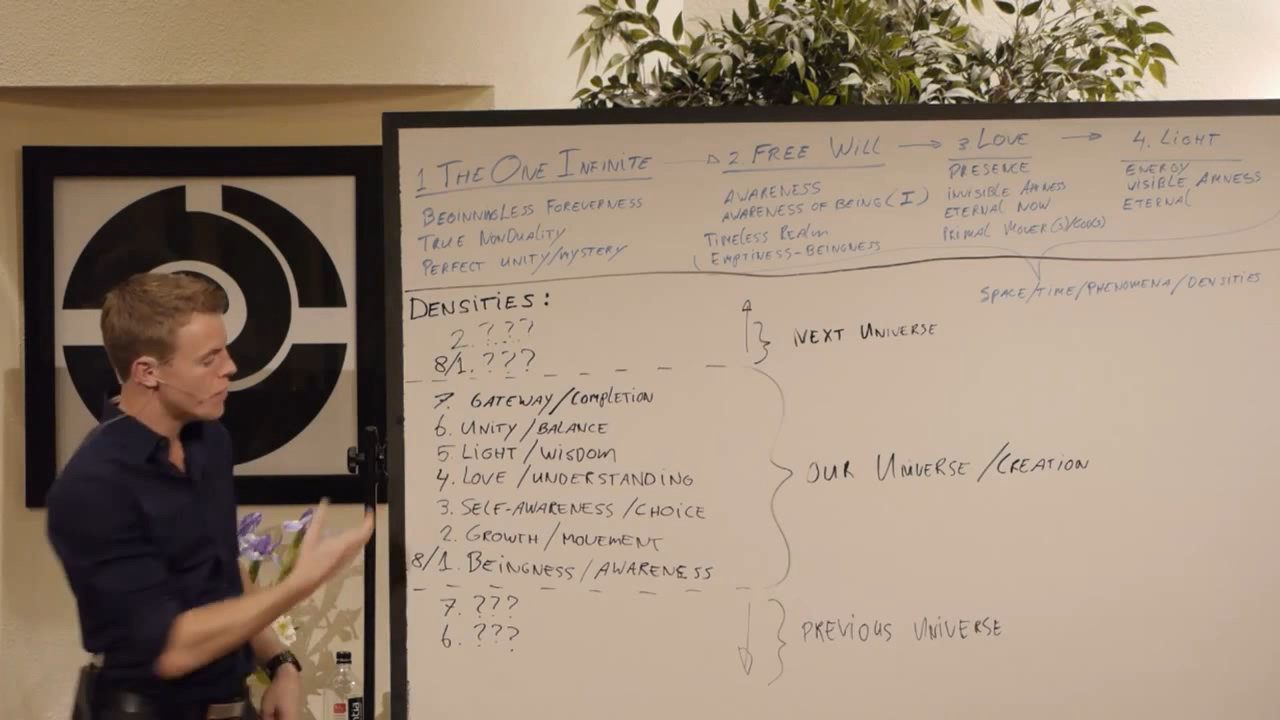 1 THE ONE INFINITE
BEGINNINGLESS FOREVERNESS
TRUE NONDUALITY
PERFECT UNITY/MYSTERY
2 FREE WILL
AWARENESS
AWARENESS OF BEING (I)
TIMELESS REALM
EMPTINESS-BEINGNESS
3 LOVE
PRESENCE
INVISIBLE AMNESS
ETERNAL NOW
PRIMAL MOVER(S)/
4. LIGHT
ENERGY
VISIBLE AMNESS
ETERNAL
SPACE/TIME/PHENOMENA/DENSITIES
DENSITIES:
2. ???
8/1. ???
NEXT UNIVERSE
7. GATEWAY/COMPLETION
6. UNITY/BALANCE
5. LIGHT/WISDOM
4. LOVE/UNDERSTANDING
3. SELF-AWARENESS/CHOICE
2. GROWTH/MOVEMENT
8/1. BEINGNESS/AWARENESS
OUR UNIVERSE/CREATION
7. ???
6. ???
PREVIOUS UNIVERSE